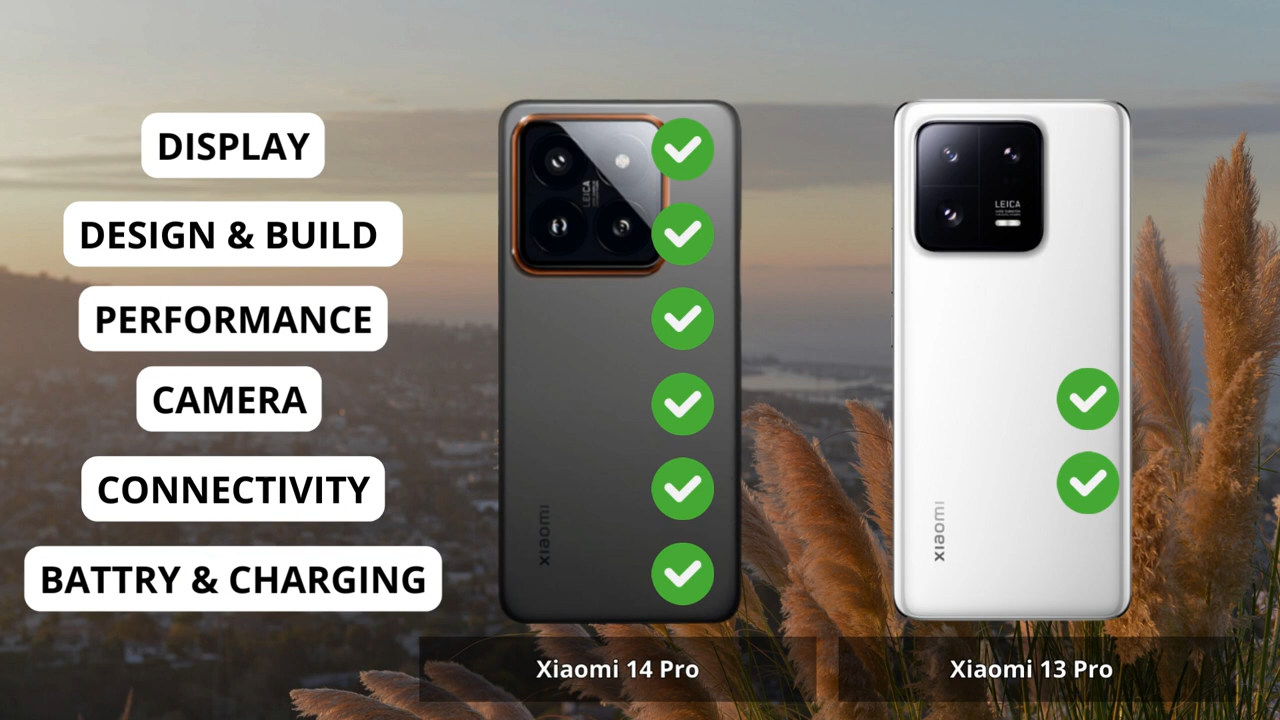 DISPLAY
DESIGN & BUILD
PERFORMANCE
CAMERA
CONNECTIVITY
BATTRY & CHARGING
LEICA
xiaomi
Xiaomi 14 Pro
LEICA
xiaomi
Xiaomi 13 Pro